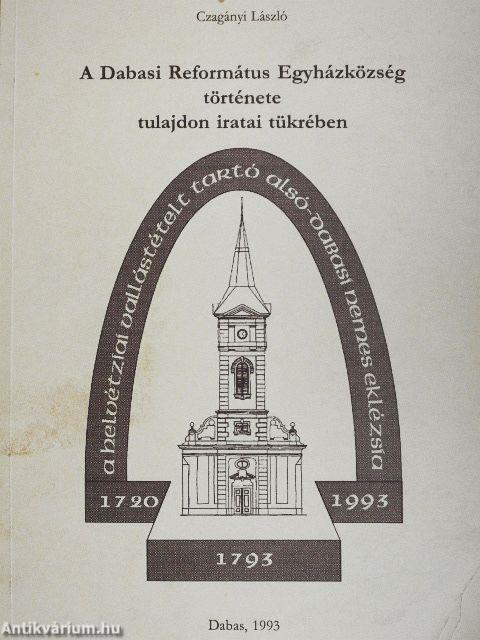 Czagányi László
A Dabasi Református Egyházközség
története
tulajdon iratai tükrében
a helvétziai vallástételt tartó alsó-dabasi nemes eklézsia
1720
1993
1793
Dabas, 1993
Antikvárium.hu